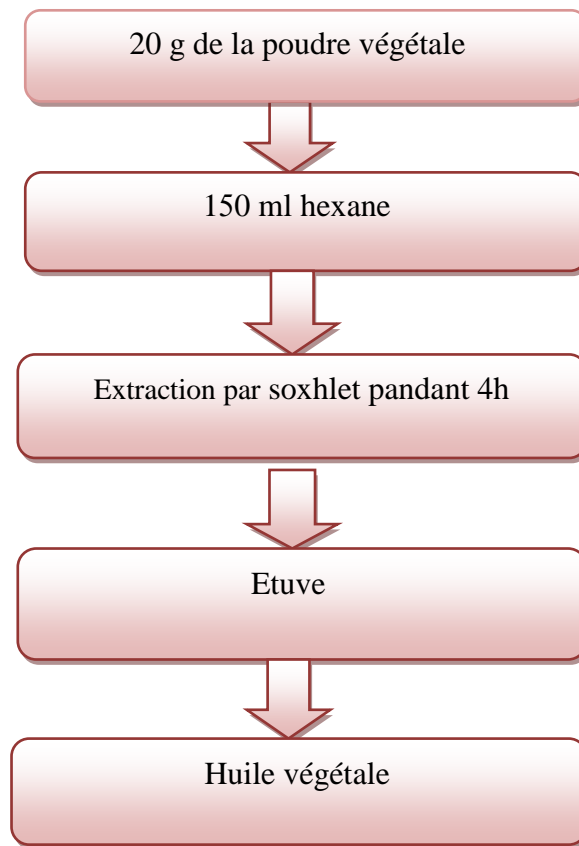 20 g de la poudre végétale
150 ml hexane
Extraction par soxhlet pandant 4h
Etuve
Huile végétale